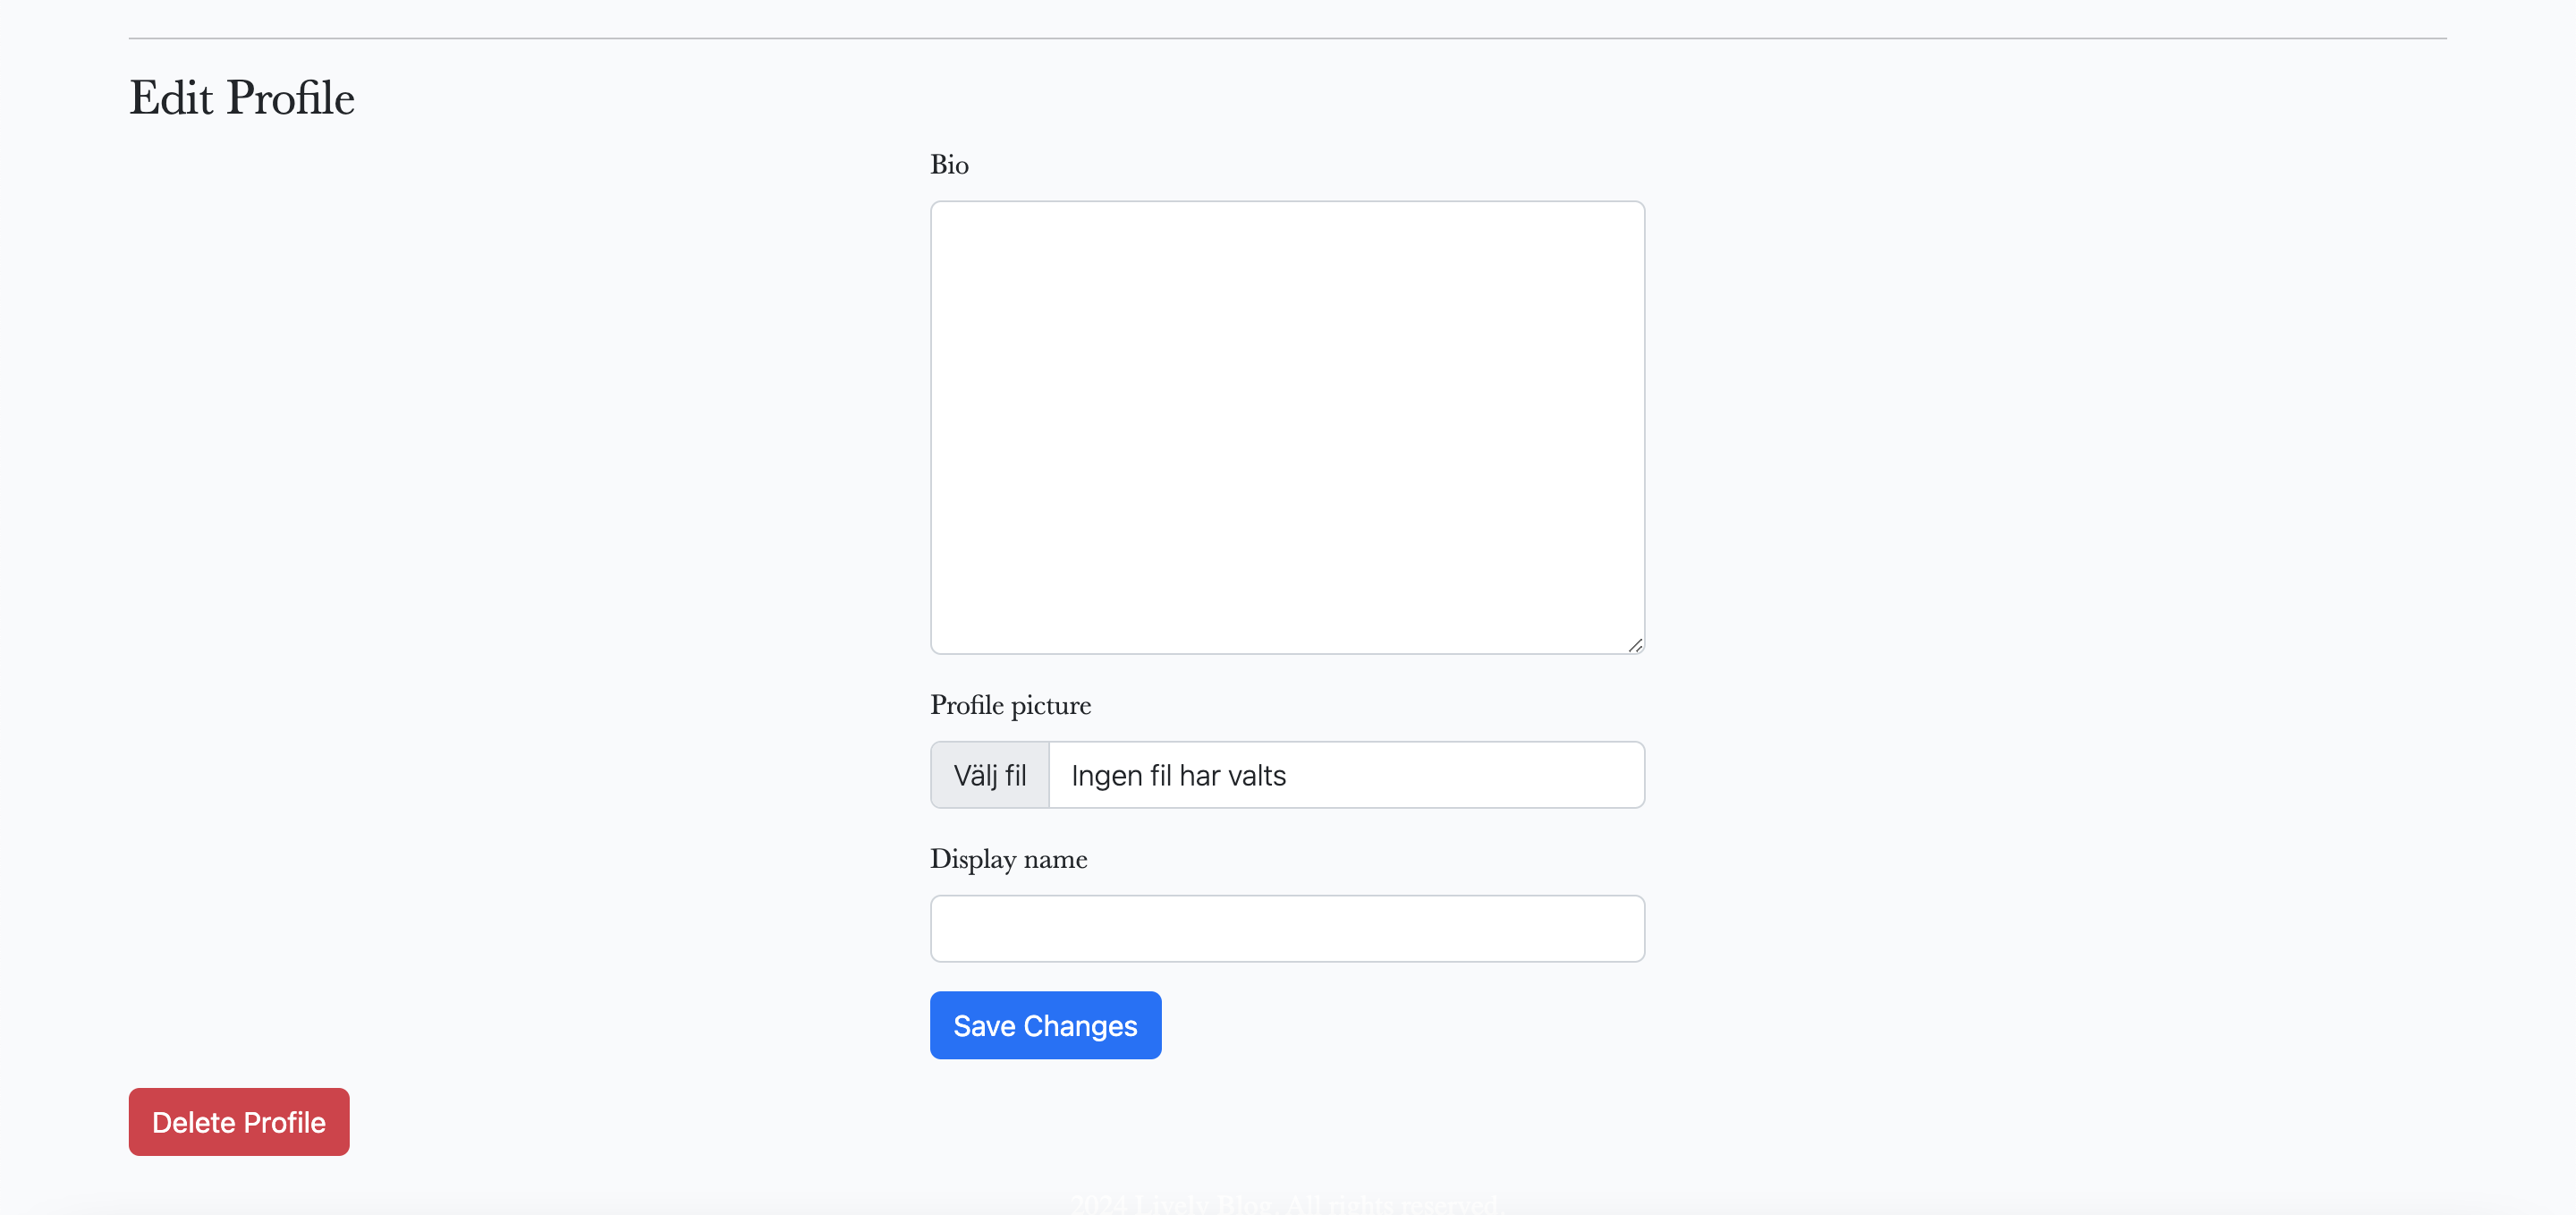 Edit Profile
Bio
Profile picture
Välj fil
Ingen fil har valts
Display name
Save Changes
Delete Profile
2024 Lively Blog. All rights reserved.